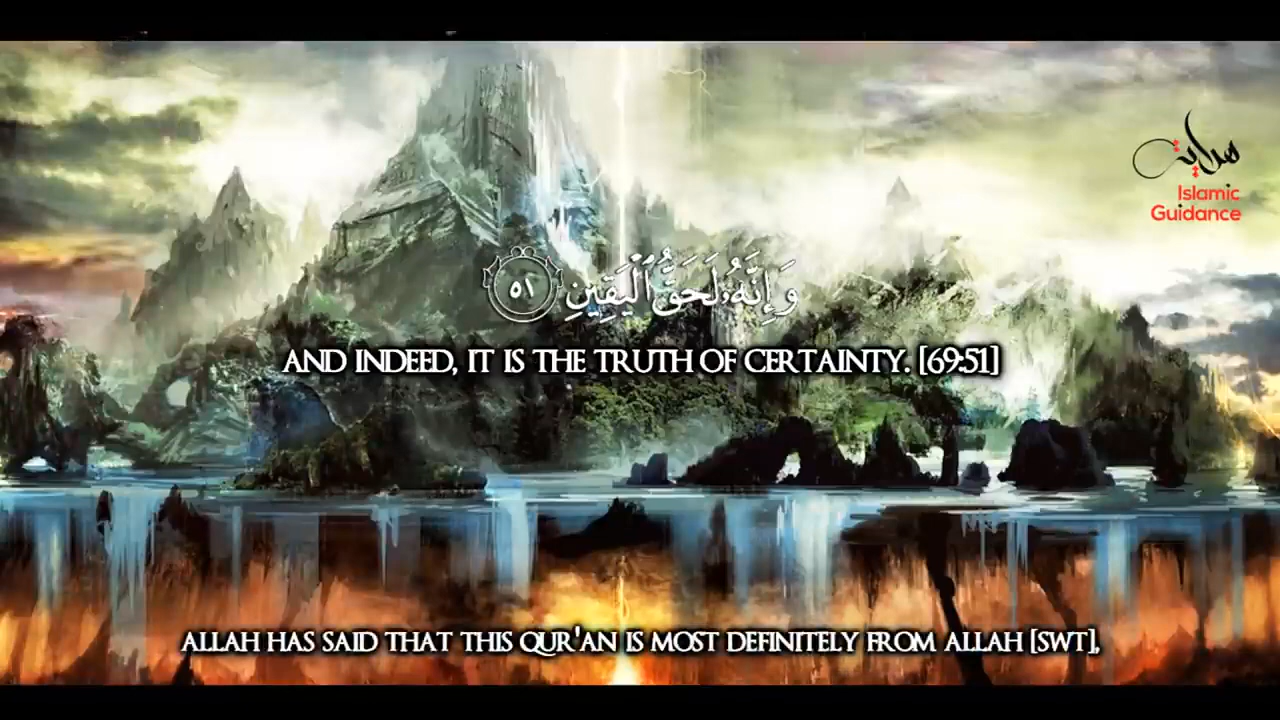 هداية
Islamic
Guidance
وَإِنَّهُۥ لَحَقُّ ٱلْيَقِينِ ٥١
AND INDEED, IT IS THE TRUTH OF CERTAINTY. [69:51]
ALLAH HAS SAID THAT THIS QUR'AN IS MOST DEFINITELY FROM ALLAH [SWT],